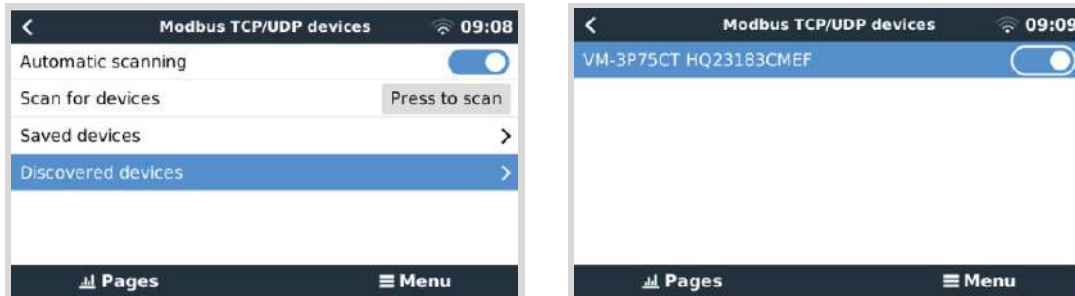 Modbus TCP/UDP devices 09:08
Automatic scanning
Scan for devices Press to scan
Saved devices
Discovered devices
Pages Menu
Modbus TCP/UDP devices 09:09
VM-3P75CT HQ23183CMEF
Pages Menu